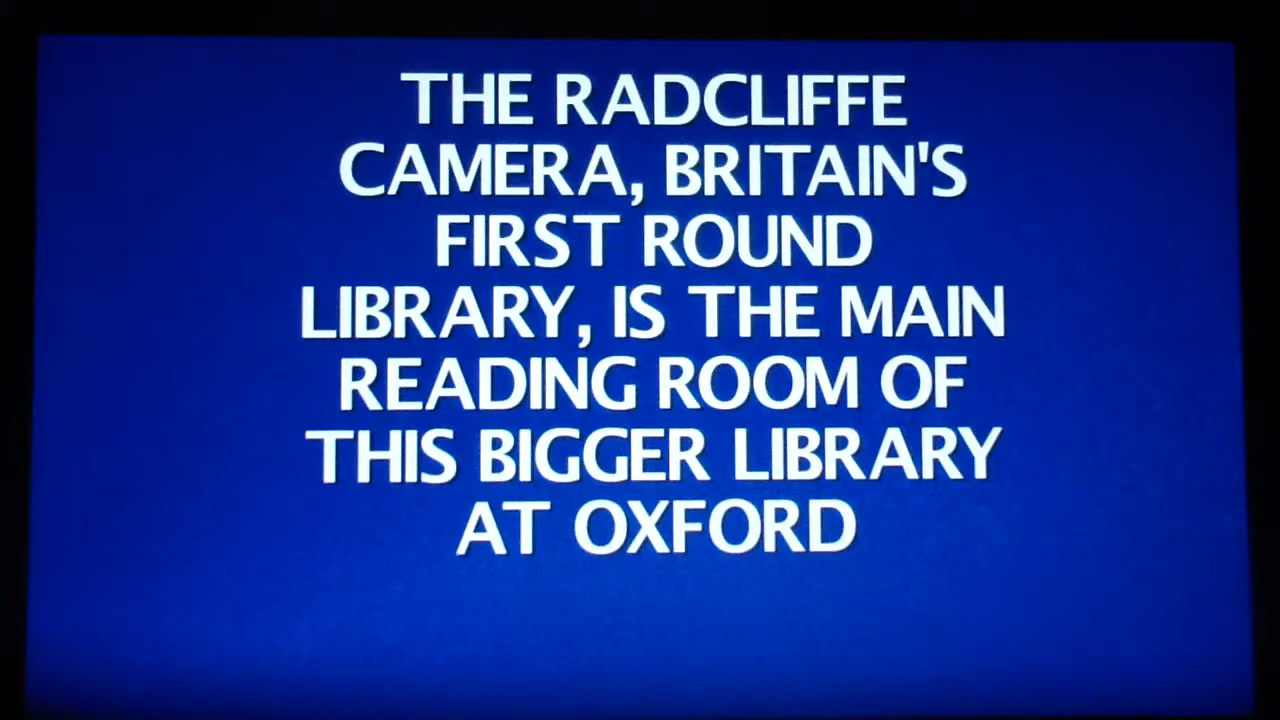 THE RADCLIFFE
CAMERA, BRITAIN'S
FIRST ROUND
LIBRARY, IS THE MAIN
READING ROOM OF
THIS BIGGER LIBRARY
AT OXFORD